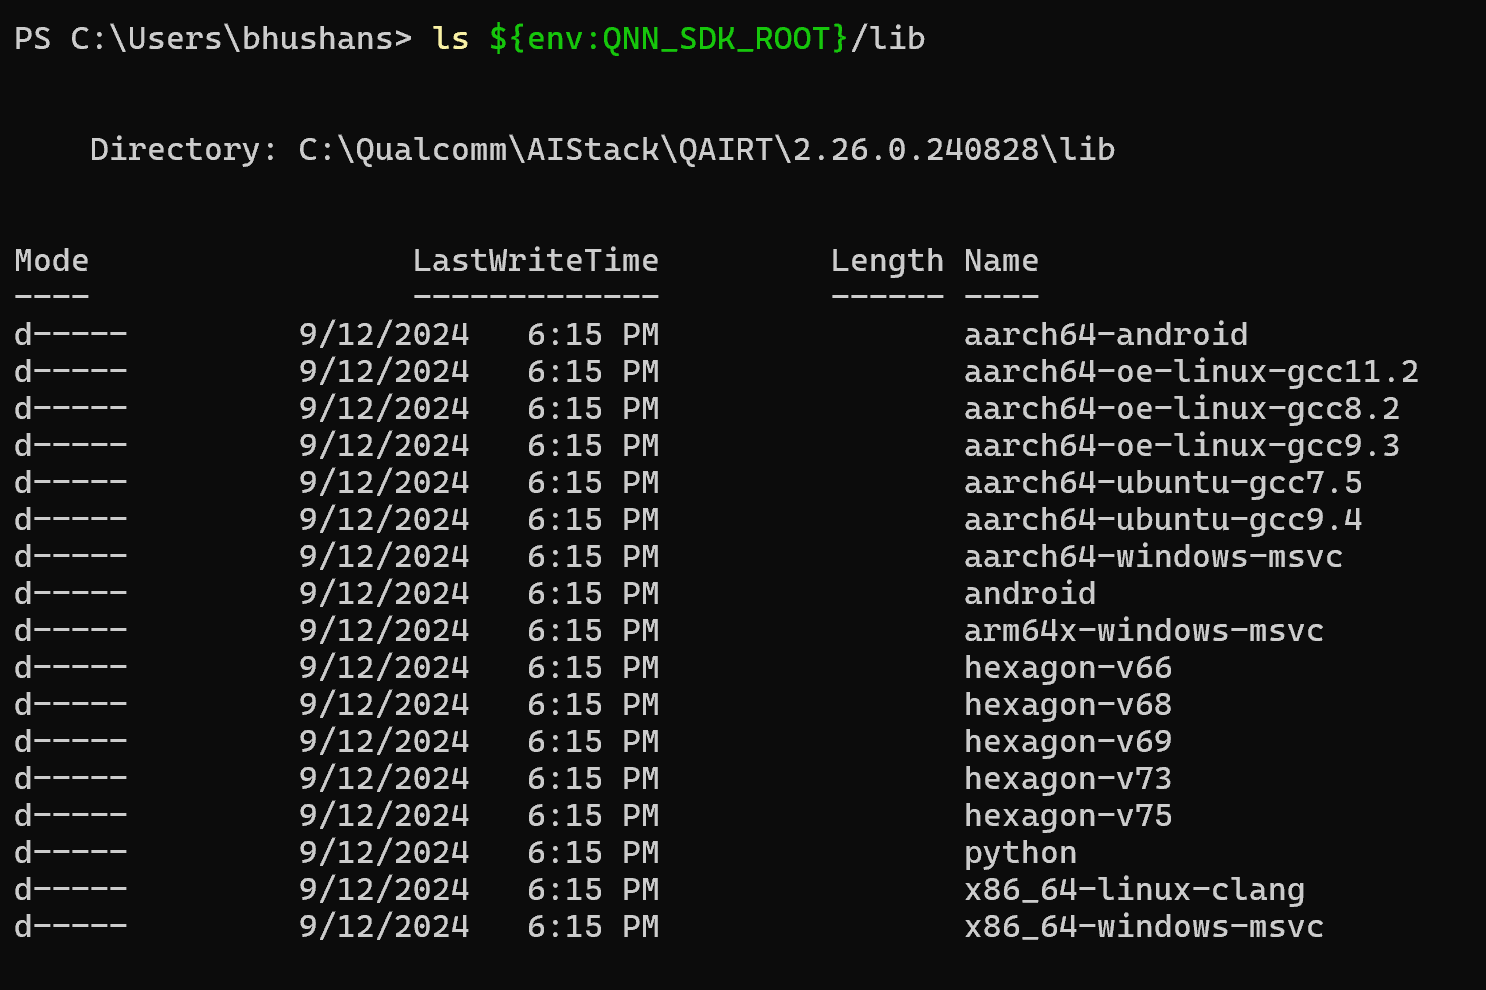 PS C:\Users\bhushans> ls ${env:QNN_SDK_ROOT}/lib
Directory: C:\Qualcomm\AIStack\QAIRT\2.26.0.240828\lib
Mode                 LastWriteTime         Length Name
----                 -------------         ------ ----
d-----         9/12/2024   6:15 PM                aarch64-android
d-----         9/12/2024   6:15 PM                aarch64-oe-linux-gcc11.2
d-----         9/12/2024   6:15 PM                aarch64-oe-linux-gcc8.2
d-----         9/12/2024   6:15 PM                aarch64-oe-linux-gcc9.3
d-----         9/12/2024   6:15 PM                aarch64-ubuntu-gcc7.5
d-----         9/12/2024   6:15 PM                aarch64-ubuntu-gcc9.4
d-----         9/12/2024   6:15 PM                aarch64-windows-msvc
d-----         9/12/2024   6:15 PM                android
d-----         9/12/2024   6:15 PM                arm64x-windows-msvc
d-----         9/12/2024   6:15 PM                hexagon-v66
d-----         9/12/2024   6:15 PM                hexagon-v68
d-----         9/12/2024   6:15 PM                hexagon-v69
d-----         9/12/2024   6:15 PM                hexagon-v73
d-----         9/12/2024   6:15 PM                hexagon-v75
d-----         9/12/2024   6:15 PM                python
d-----         9/12/2024   6:15 PM                x86_64-linux-clang
d-----         9/12/2024   6:15 PM                x86_64-windows-msvc